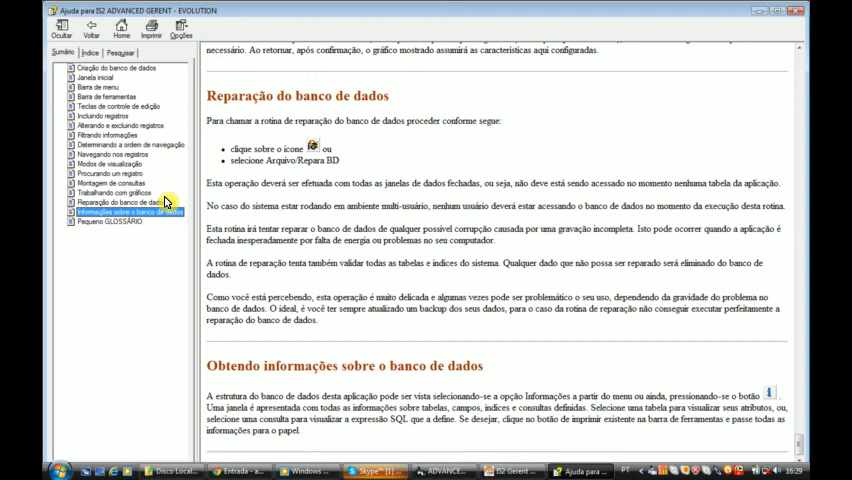 Ajuda para IS2 ADVANCED GERENT - EVOLUTION
Ocultar Voltar Home Imprimir Opções
Sumário Índice Pesquisar
Criação do banco de dados
Janela inicial
Barra de menu
Barra de ferramentas
Teclas de controle de edição
Incluindo registros
Alterando e excluindo registros
Filtrando informações
Determinando a ordem de navegação
Navegando nos registros
Modos de visualização
Procurando um registro
Montagem de consultas
Trabalhando com gráficos
Reparação do banco de dados
Informações sobre o banco de dados
Pequeno GLOSSÁRIO
necessário. Ao retornar, após confirmação, o gráfico mostrado assumirá as características aqui configuradas.
Reparação do banco de dados
Para chamar a rotina de reparação do banco de dados proceder conforme segue:
clique sobre o icone ou
selecione Arquivo/Repara BD
Esta operação deverá ser efetuada com todas as janelas de dados fechadas, ou seja, não deve está sendo acessado no momento nenhuma tabela da aplicação.
No caso do sistema estar rodando em ambiente multi-usuário, nenhum usuário deverá estar acessando o banco de dados no momento da execução desta rotina.
Esta rotina irá tentar reparar o banco de dados de qualquer possivel corrupção causada por uma gravação incompleta. Isto pode ocorrer quando a aplicação é
fechada inesperadamente por falta de energia ou problemas no seu computador.
A rotina de reparação tenta também validar todas as tabelas e indices do sistema. Qualquer dado que não possa ser reparado será eliminado do banco de
dados.
Como você está percebendo, esta operação é muito delicada e algumas vezes pode ser problemático o seu uso, dependendo da gravidade do problema no
banco de dados. O ideal, é você ter sempre atualizado um backup dos seus dados, para o caso da rotina de reparação não conseguir executar perfeitamente a
reparação do banco de dados.
Obtendo informações sobre o banco de dados
A estrutura do banco de dados desta aplicação pode ser vista selecionando-se a opção Informações a partir do menu ou ainda, pressionando-se o botão .
Uma janela é apresentada com todas as informações sobre tabelas, campos, indices e consultas definidas. Selecione uma tabela para visualizar seus atributos, ou,
selecione uma consulta para visualizar a expressão SQL que a define. Se desejar, clique no botão de imprimir existente na barra de ferramentas e passe todas as
informações para o papel.
Disco Local... Entrada - a... Windows ... Skype™ [1] ... ADVANCE... IS2 Gerent ... Ajuda para ... PT 16:29